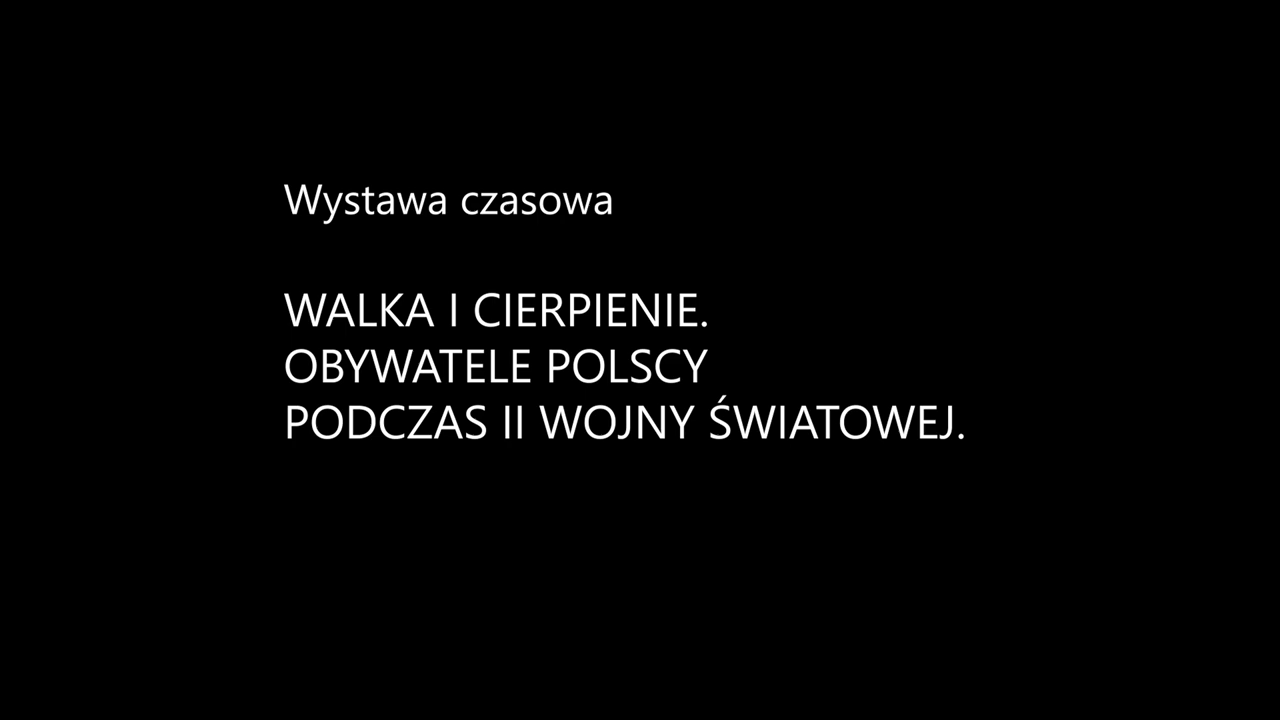 Wystawa czasowa
WALKA I CIERPIENIE.
OBYWATELE POLSCY
PODCZAS II WOJNY ŚWIATOWEJ.